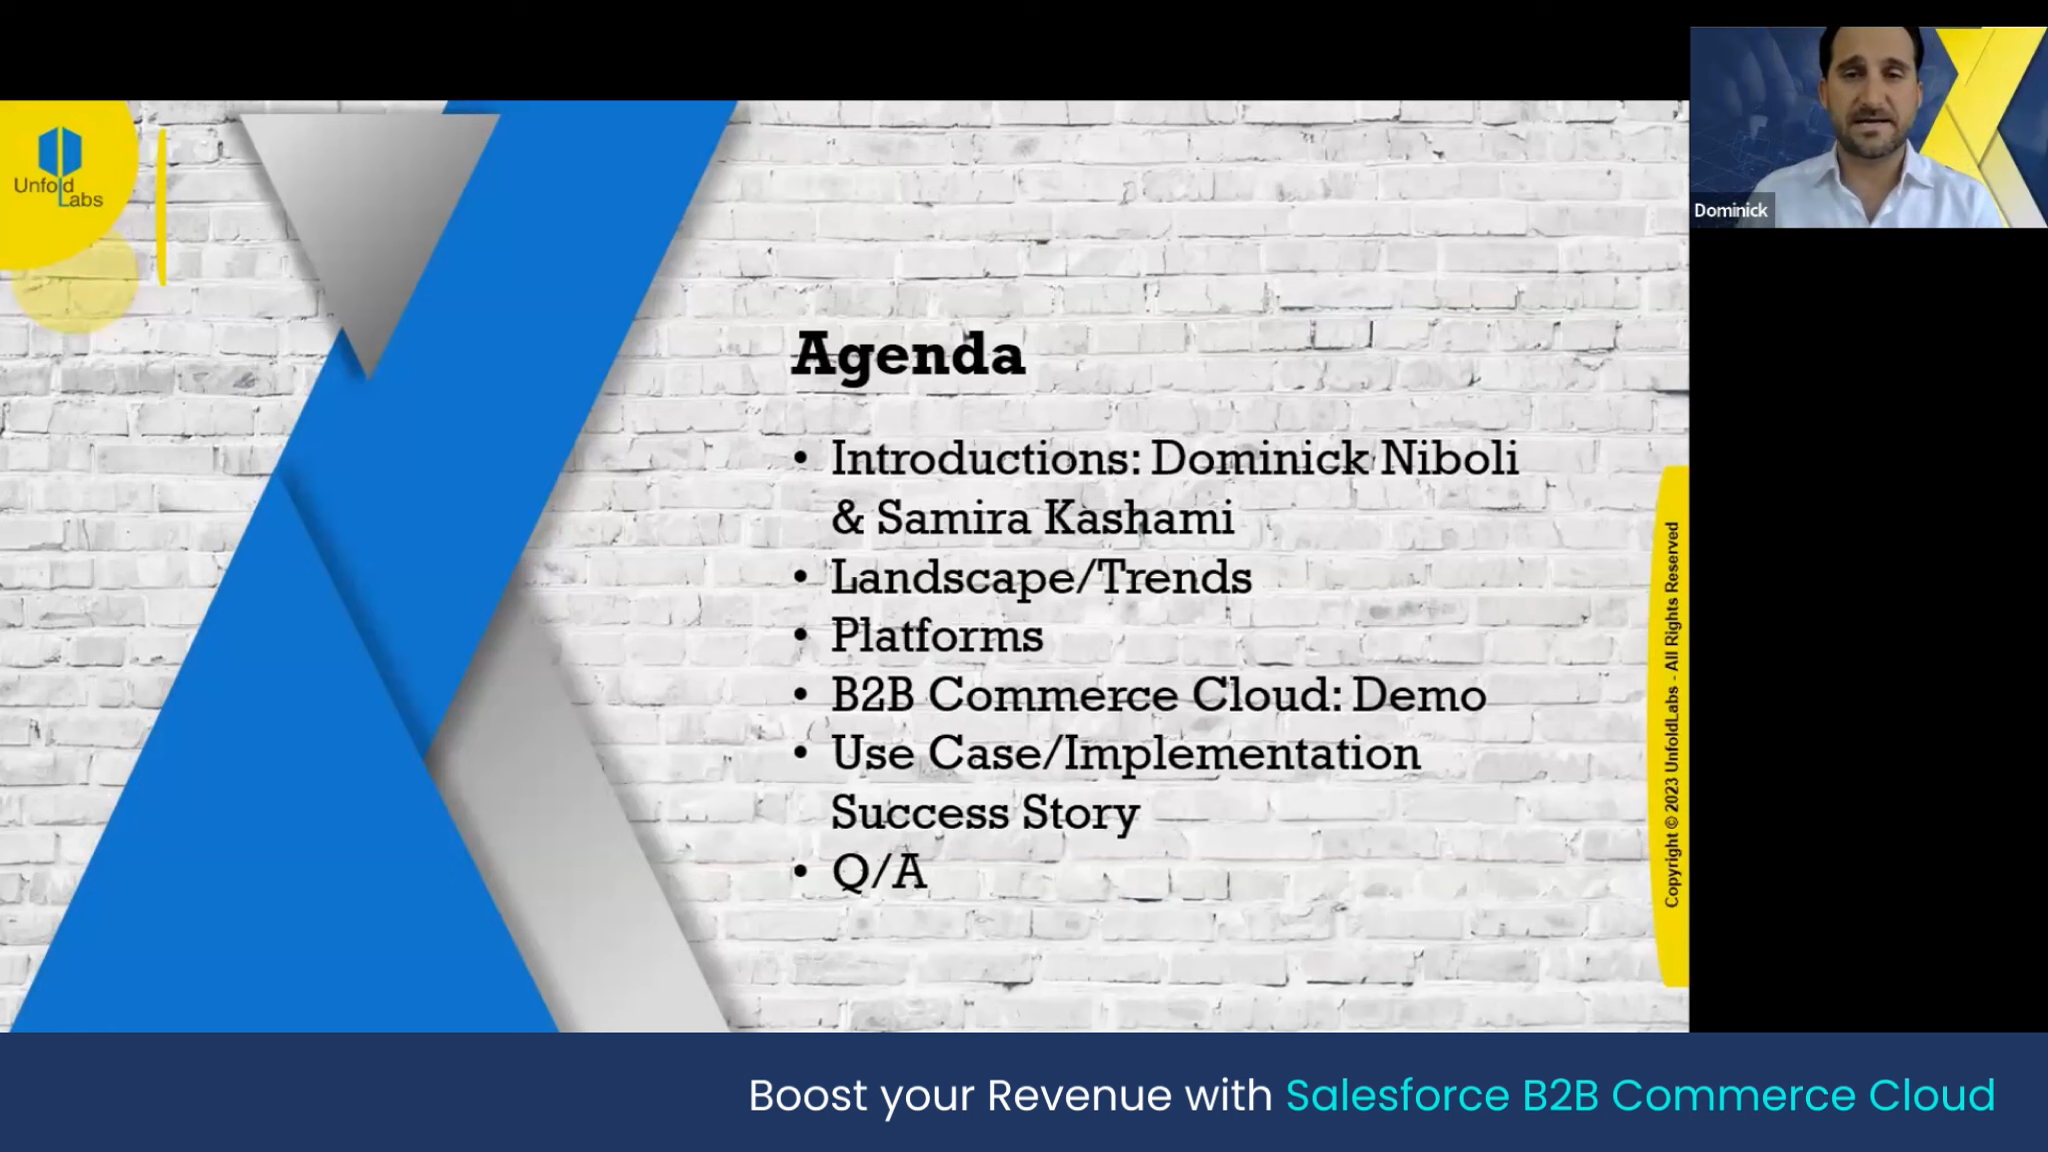 Unfold
Labs
Dominick
Agenda
• Introductions: Dominick Niboli
& Samira Kashami
• Landscape/Trends
• Platforms
• B2B Commerce Cloud: Demo
• Use Case/Implementation
Success Story
• Q/A
Copyright © 2023 UnfoldLabs - All Rights Reserved
Boost your Revenue with Salesforce B2B Commerce Cloud